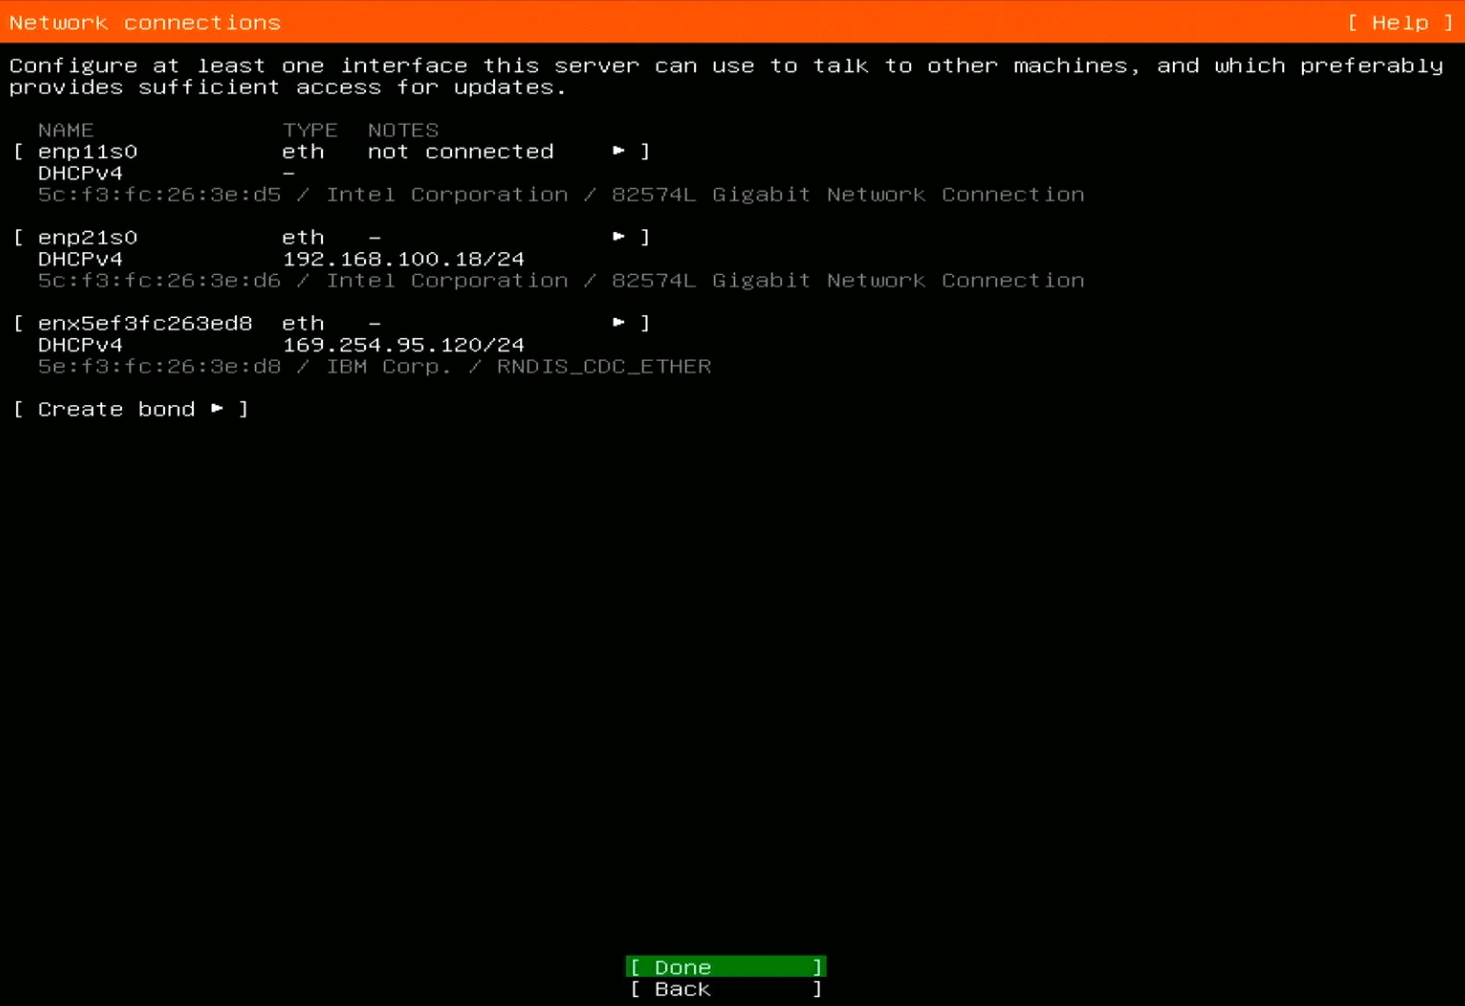 Network connections [ Help ]
Configure at least one interface this server can use to talk to other machines, and which preferably
provides sufficient access for updates.
NAME TYPE NOTES
[ enp11s0 eth not connected ► ]
DHCPv4 –
5c:f3:fc:26:3e:d5 / Intel Corporation / 82574L Gigabit Network Connection
[ enp21s0 eth – ► ]
DHCPv4 192.168.100.18/24
5c:f3:fc:26:3e:d6 / Intel Corporation / 82574L Gigabit Network Connection
[ enx5ef3fc263ed8 eth – ► ]
DHCPv4 169.254.95.120/24
5e:f3:fc:26:3e:d8 / IBM Corp. / RNDIS_CDC_ETHER
[ Create bond ► ]
[ Done ]
[ Back ]